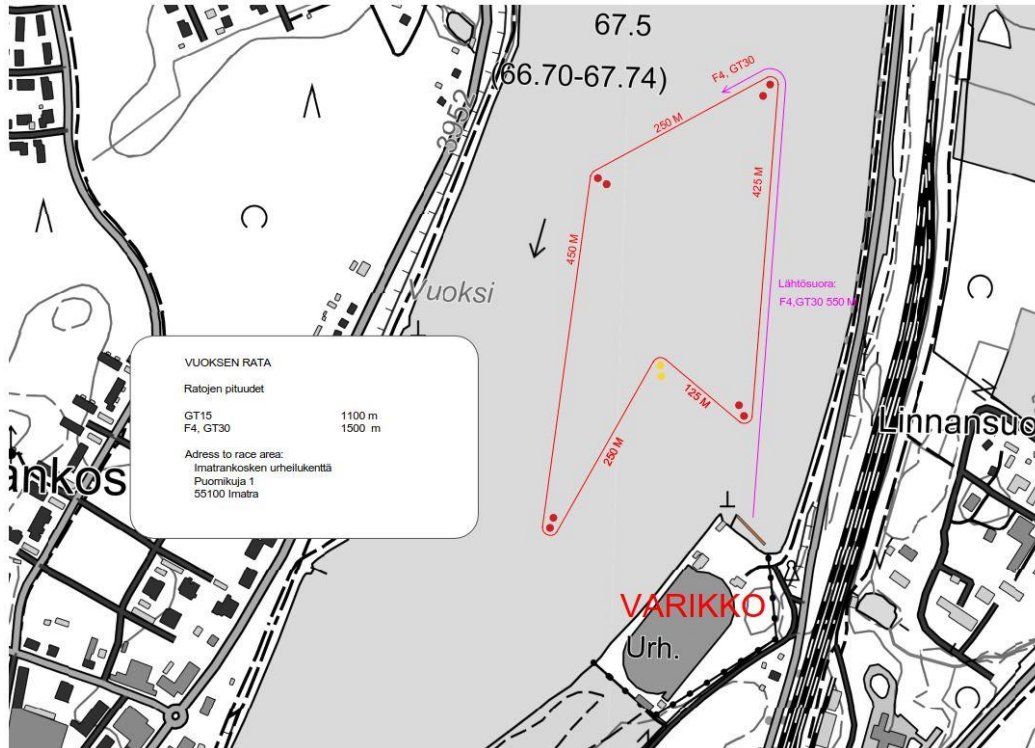 67.5
(66.70-67.74)
F4, GT30
250 M
3952
425 M
450 M
Vuoksi
Lähtösuora:
F4,GT30 550 M
VUOKSEN RATA
Ratojen pituudet
GT15 1100 m
F4, GT30 1500 m
Adress to race area:
Imatrankosken urheilukenttä
Puomikuja 1
55100 Imatra
125 M
250 M
Linnansuo
ankos
VARIKKO
Urh.